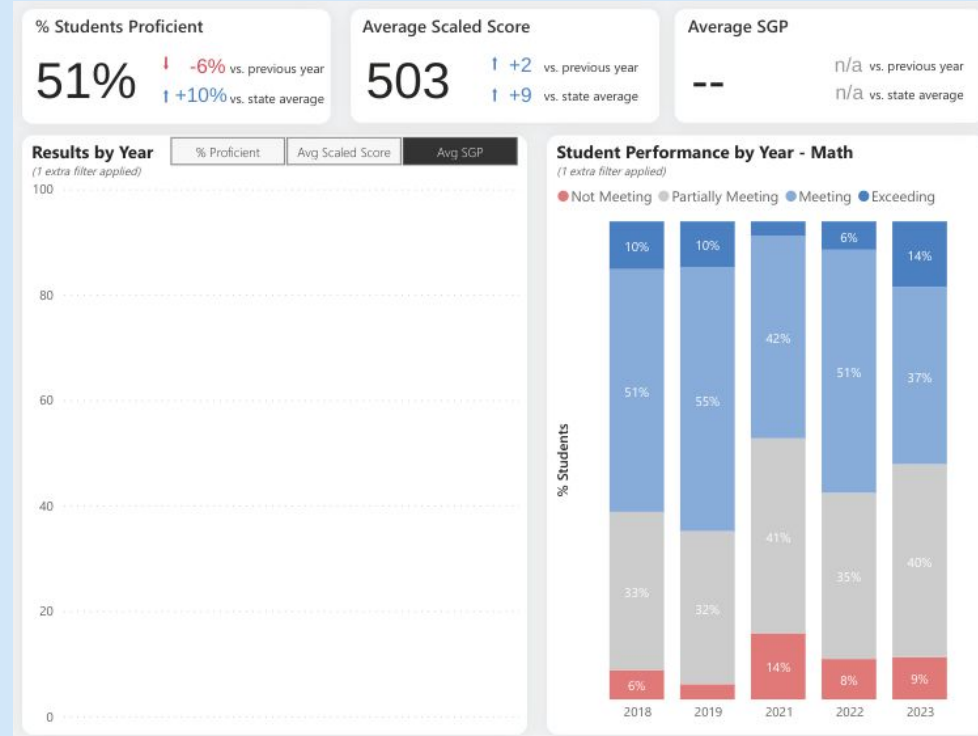 % Students Proficient
51%
↓ -6% vs. previous year
↑ +10% vs. state average
Average Scaled Score
503
↑ +2 vs. previous year
↑ +9 vs. state average
Average SGP
--
n/a vs. previous year
n/a vs. state average
Results by Year
% Proficient
Avg Scaled Score
Avg SGP
(1 extra filter applied)
100
80
60
40
20
0
Student Performance by Year - Math
(1 extra filter applied)
Not Meeting Partially Meeting Meeting Exceeding
% Students
10% 10% 6% 14%
51% 55% 42% 51% 37%
33% 32% 41% 35% 40%
6% 14% 8% 9%
2018 2019 2021 2022 2023